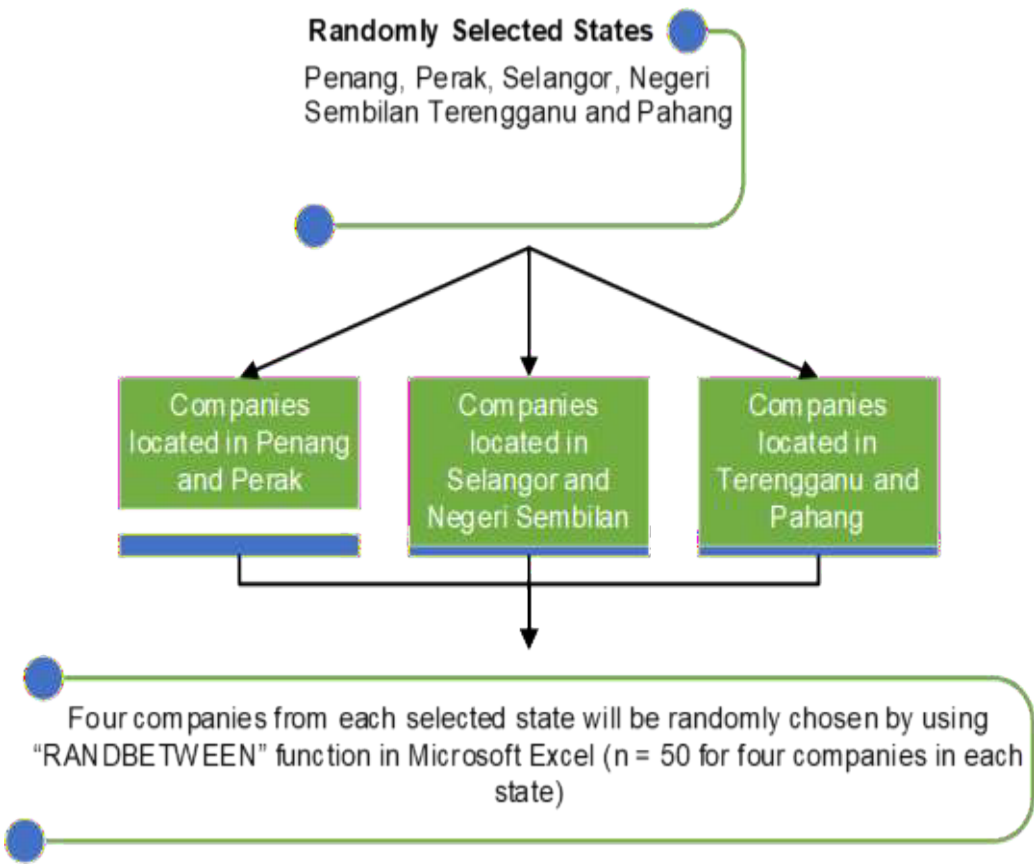 Randomly Selected States
Penang, Perak, Selangor, Negeri
Sembilan Terengganu and Pahang
Companies
located in Penang
and Perak
Companies
located in
Selangor and
Negeri Sembilan
Companies
located in
Terengganu and
Pahang
Four companies from each selected state will be randomly chosen by using
“RANDBETWEEN” function in Microsoft Excel (n = 50 for four companies in each
state)